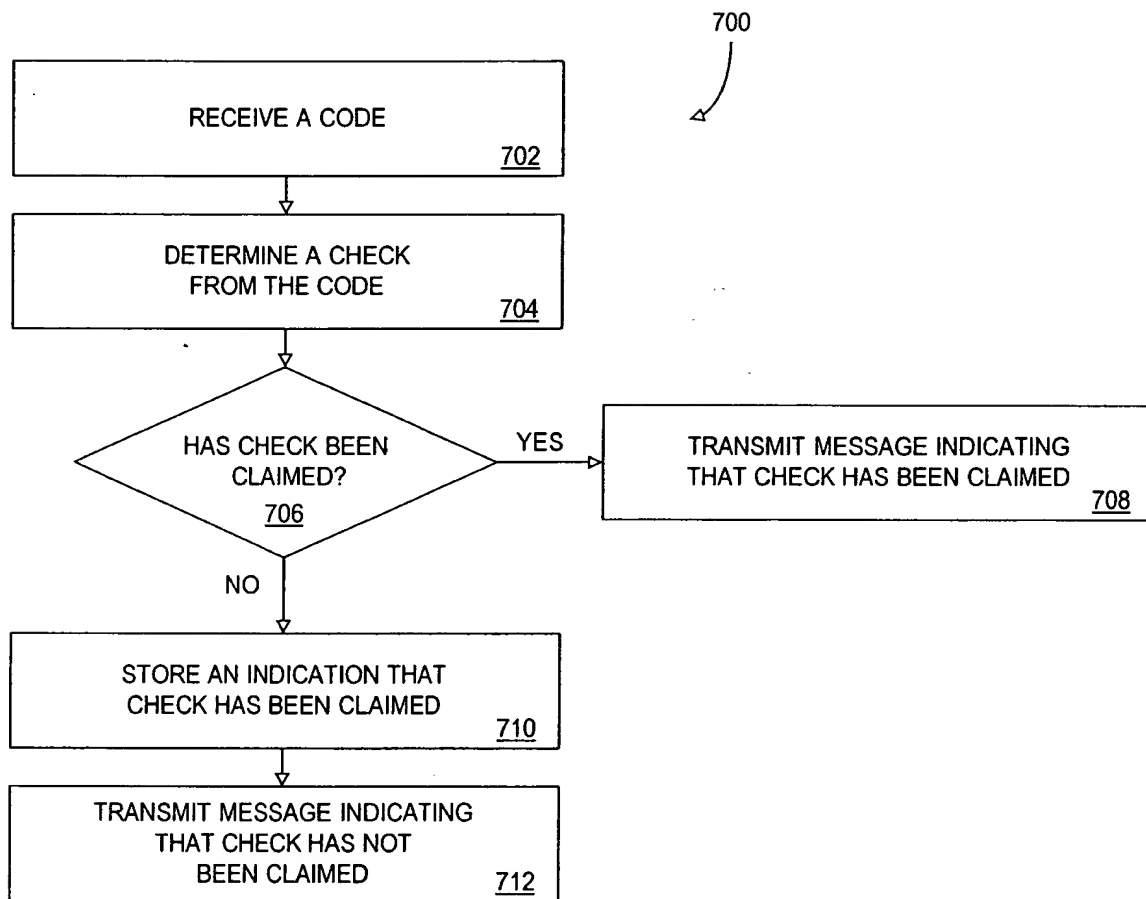 700
RECEIVE A CODE
702
DETERMINE A CHECK
FROM THE CODE
704
HAS CHECK BEEN
CLAIMED?
706
YES
TRANSMIT MESSAGE INDICATING
THAT CHECK HAS BEEN CLAIMED
708
NO
STORE AN INDICATION THAT
CHECK HAS BEEN CLAIMED
710
TRANSMIT MESSAGE INDICATING
THAT CHECK HAS NOT
BEEN CLAIMED
712